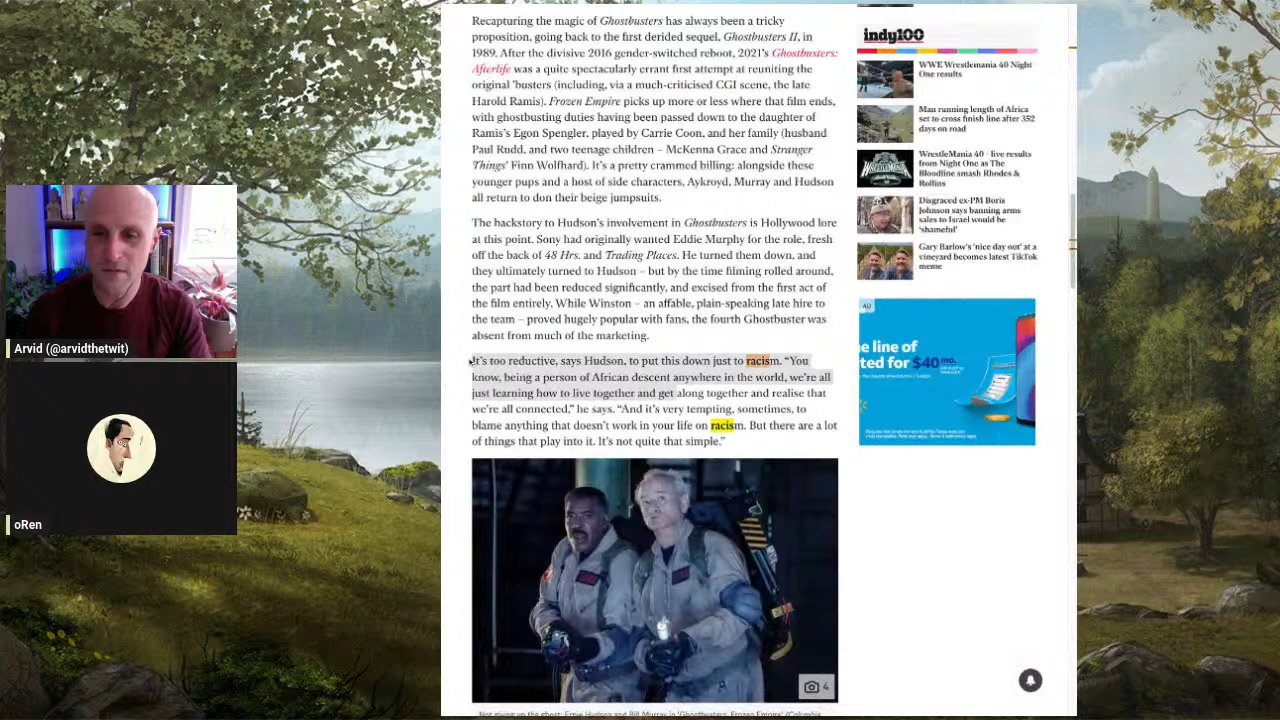 Recapturing the magic of Ghostbusters has always been a tricky
proposition, going back to the first derided sequel, Ghostbusters II, in
1989. After the divisive 2016 gender-switched reboot, 2021's Ghostbusters:
Afterlife was a quite spectacularly errant first attempt at reuniting the
original 'busters (including, via a much-criticised CGI scene, the late
Harold Ramis). Frozen Empire picks up more or less where that film ends,
with ghostbusting duties having been passed down to the daughter of
Ramis's Egon Spengler, played by Carrie Coon, and her family (husband
Paul Rudd, and two teenage children – McKenna Grace and Stranger
Things' Finn Wolfhard). It's a pretty crammed billing: alongside these
younger pups and a host of side characters, Aykroyd, Murray and Hudson
all return to don their beige jumpsuits.
The backstory to Hudson's involvement in Ghostbusters is Hollywood lore
at this point. Sony had originally wanted Eddie Murphy for the role, fresh
off the back of 48 Hrs. and Trading Places. He turned them down, and
they ultimately turned to Hudson – but by the time filming rolled around,
the part had been reduced significantly, and excised from the first act of
the film entirely. While Winston – an affable, plain-speaking late hire to
the team – proved hugely popular with fans, the fourth Ghostbuster was
absent from much of the marketing.
It's too reductive, says Hudson, to put this down just to racism. “You
know, being a person of African descent anywhere in the world, we're all
just learning how to live together and get along together and realise that
we're all connected,” he says. “And it's very tempting, sometimes, to
blame anything that doesn't work in your life on racism. But there are a lot
of things that play into it. It's not quite that simple.”
4
Not giving up the ghost: Ernie Hudson and Bill Murray in 'Ghostbusters: Frozen Empire' (Columbia
indy100
WWE Wrestlemania 40 Night
One results
Man running length of Africa
set to cross finish line after 352
days on road
WrestleMania 40 - live results
from Night One as The
Bloodline smash Rhodes &
Rollins
Disgraced ex-PM Boris
Johnson says banning arms
sales to Israel would be
'shameful'
Gary Barlow's 'nice day out' at a
vineyard becomes latest TikTok
meme
AD
e line of
ted for $40/mo.
Arvid (@arvidthetwit)
oRen